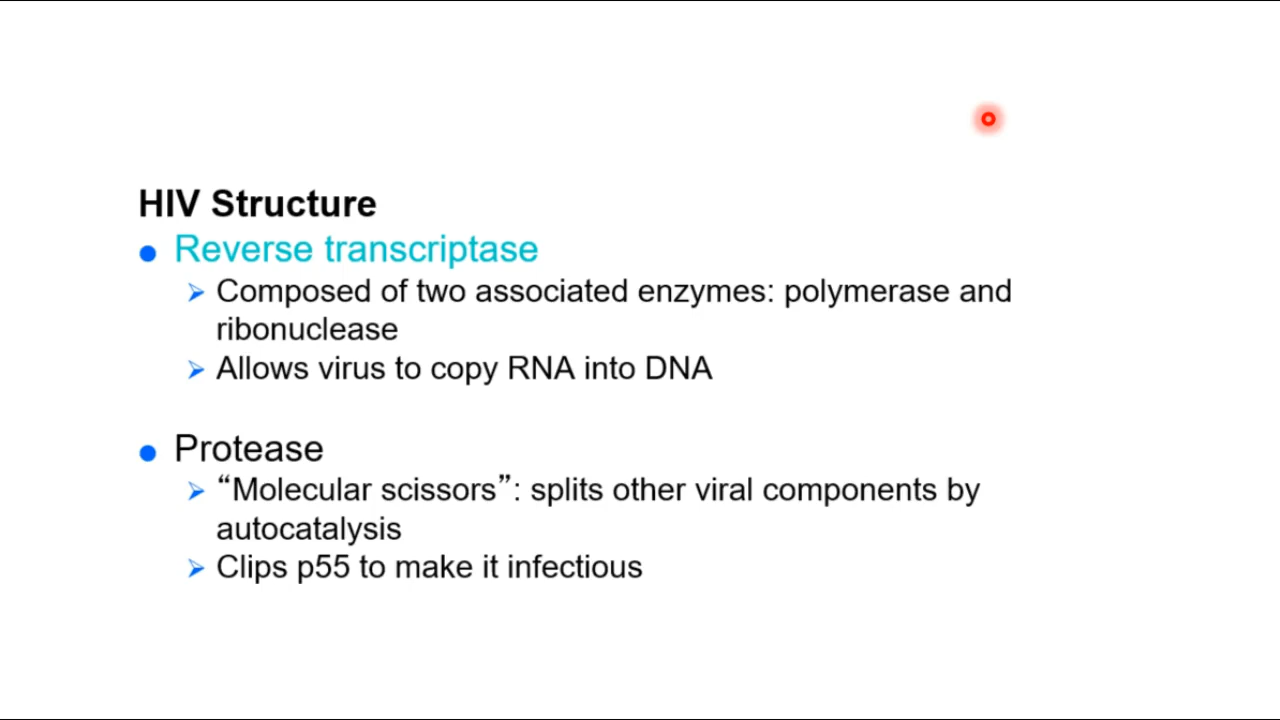 HIV Structure
Reverse transcriptase
Composed of two associated enzymes: polymerase and
ribonuclease
Allows virus to copy RNA into DNA
Protease
“Molecular scissors”: splits other viral components by
autocatalysis
Clips p55 to make it infectious